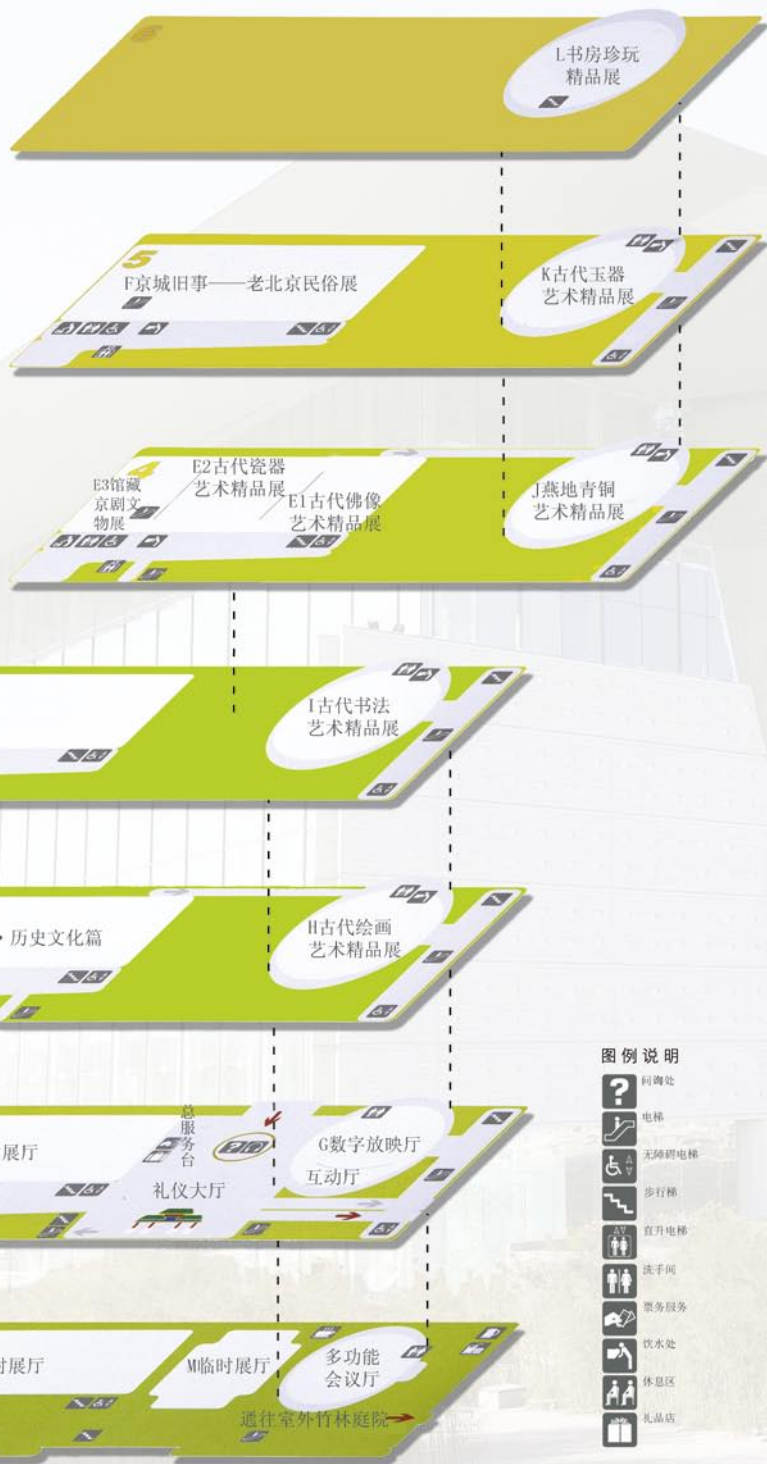 6
L书房珍玩
精品展
5
F京城旧事——老北京民俗展
K古代玉器
艺术精品展
4
E3馆藏
京剧文
物展
E2古代瓷器
艺术精品展
E1古代佛像
艺术精品展
J燕地青铜
艺术精品展
I古代书法
艺术精品展
·历史文化篇
H古代绘画
艺术精品展
展厅
总服务台
礼仪大厅
G数字放映厅
互动厅
时展厅
M临时展厅
多功能
会议厅
通往室外竹林庭院
图例说明
?
问询处
电梯
无障碍电梯
步行梯
直升电梯
洗手间
票务服务
饮水处
休息区
礼品店